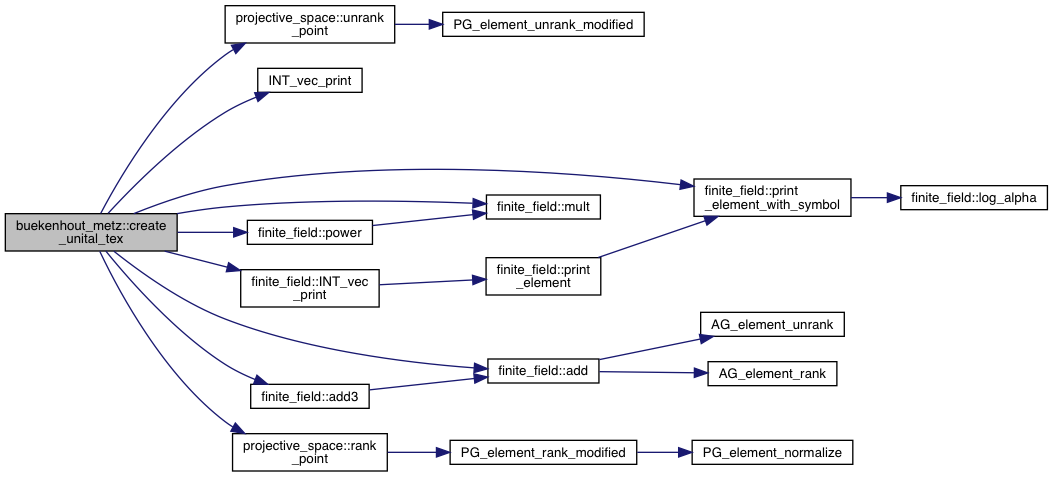 projective_space::unrank
_point
PG_element_unrank_modified
INT_vec_print
buekenhout_metz::create
_unital_tex
finite_field::print
_element_with_symbol
finite_field::log_alpha
finite_field::mult
finite_field::power
finite_field::INT_vec
_print
finite_field::print
_element
AG_element_unrank
finite_field::add
AG_element_rank
finite_field::add3
projective_space::rank
_point
PG_element_rank_modified
PG_element_normalize